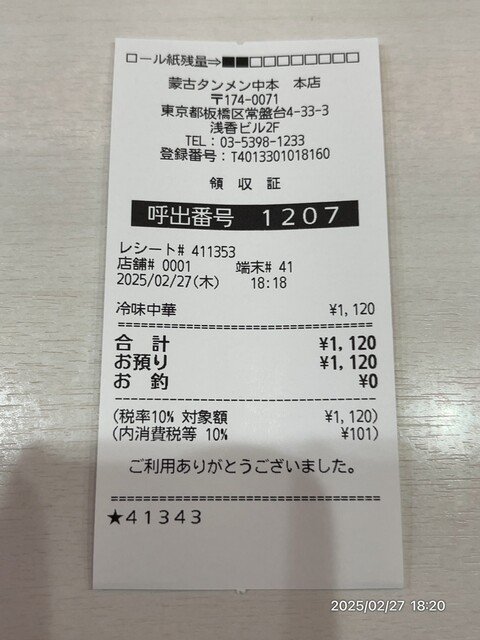 ロール紙残量⇒■■□□□□□□□□
蒙古タンメン中本 本店
〒174-0071
東京都板橋区常盤台4-33-3
浅香ビル2F
TEL：03-5398-1233
登録番号：T4013301018160
領 収 証
呼出番号 1207
レシート# 411353
店舗# 0001 端末# 41
2025/02/27(木) 18:18
冷味中華 ¥1,120
合 計 ¥1,120
お預り ¥1,120
お 釣 ¥0
(税率10% 対象額 ¥1,120)
(内消費税等 10% ¥101)
ご利用ありがとうございました。
★41343
2025/02/27 18:20